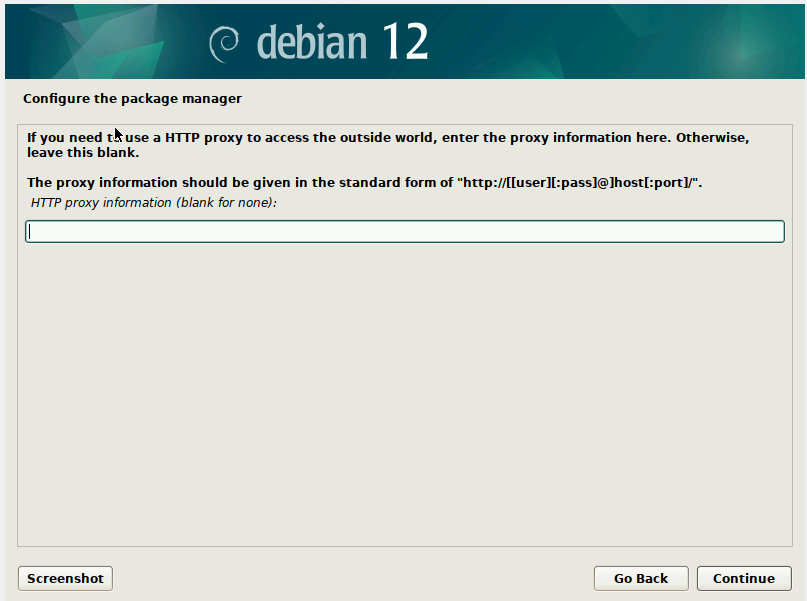 debian 12
Configure the package manager
If you need to use a HTTP proxy to access the outside world, enter the proxy information here. Otherwise,
leave this blank.
The proxy information should be given in the standard form of "http://[[user][:pass]@]host[:port]/".
HTTP proxy information (blank for none):
Screenshot
Go Back
Continue